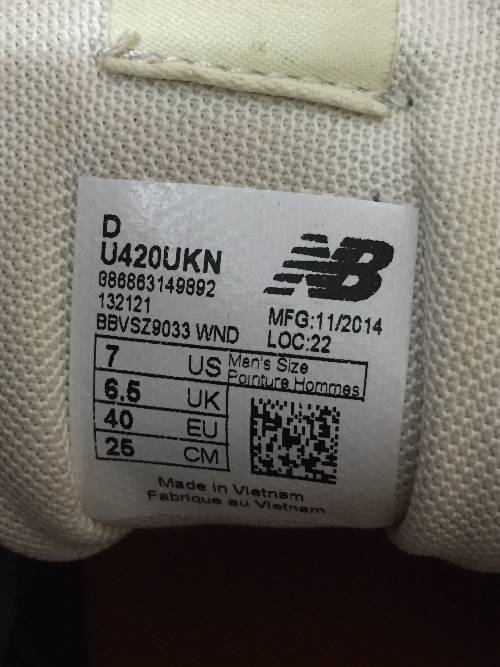 D
U420UKN
886863149892
132121
BBVSZ9033 WND
NB
MFG:11/2014
LOC:22
7 US Men's Size
Pointure Hommes
6.5 UK
40 EU
25 CM
Made in Vietnam
Fabrique au Vietnam